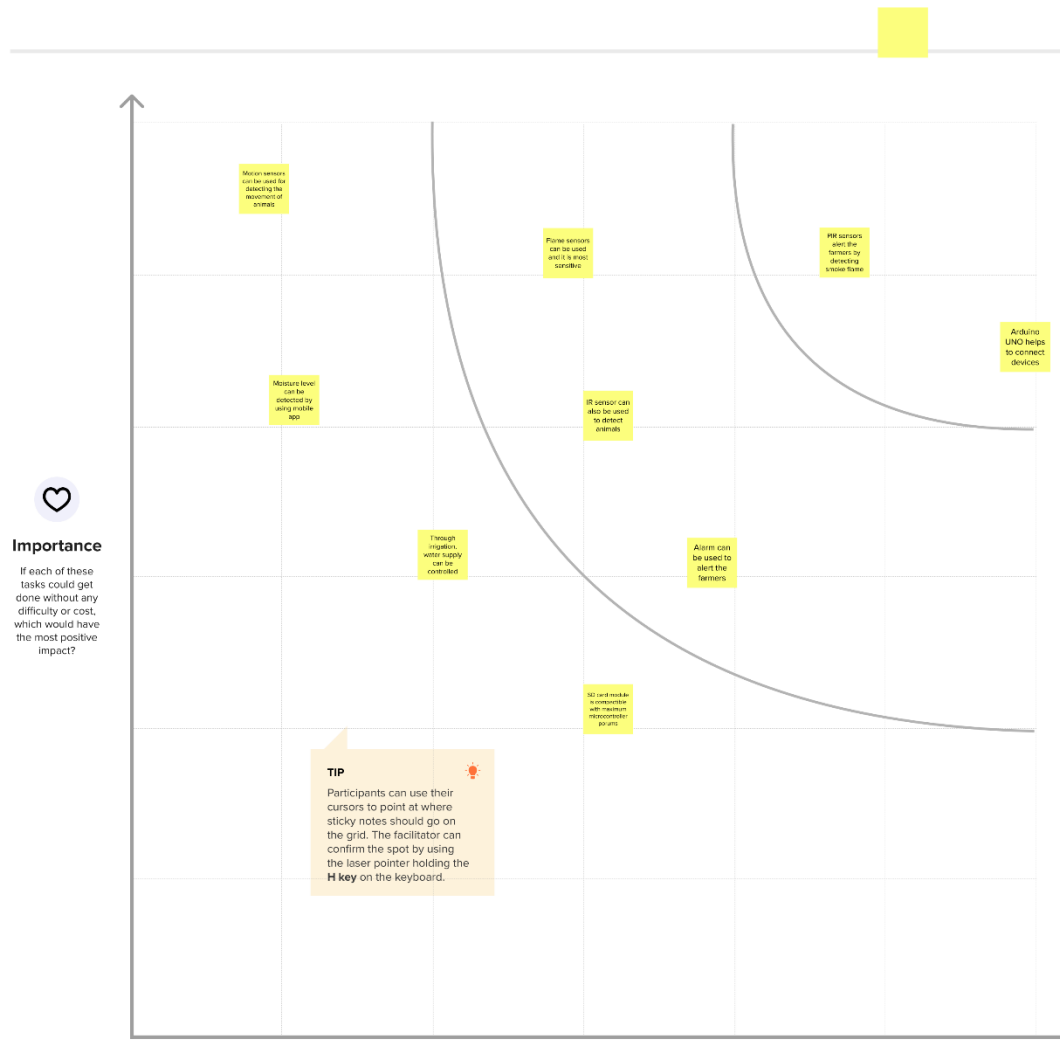 Motion sensors
can be used for
detecting the
movement of
animals
Flame sensors
can be used
and it is most
sensitive
PIR sensors
alert the
farmers by
detecting
smoke flame
Arduino
UNO helps
to connect
devices
Moisture level
can be
detected by
using mobile
app
IR sensor can
also be used
to detect
animals
Importance
If each of these
tasks could get
done without any
difficulty or cost,
which would have
the most positive
impact?
Through
irrigation,
water supply
can be
controlled
Alarm can
be used to
alert the
farmers
SD card module
is compactible
with maximum
microcontroller
TIP
Participants can use their
cursors to point at where
sticky notes should go on
the grid. The facilitator can
confirm the spot by using
the laser pointer holding the
H key on the keyboard.